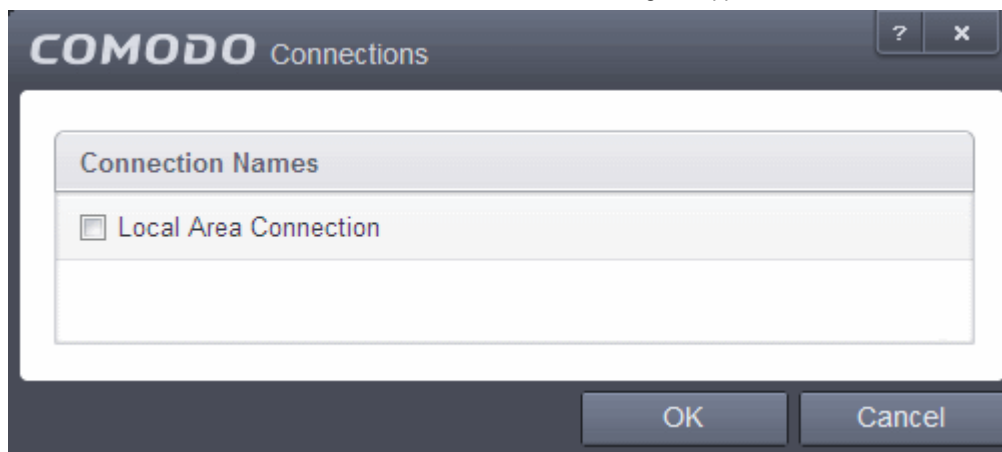 COMODO Connections
? x
Connection Names
Local Area Connection
OK Cancel